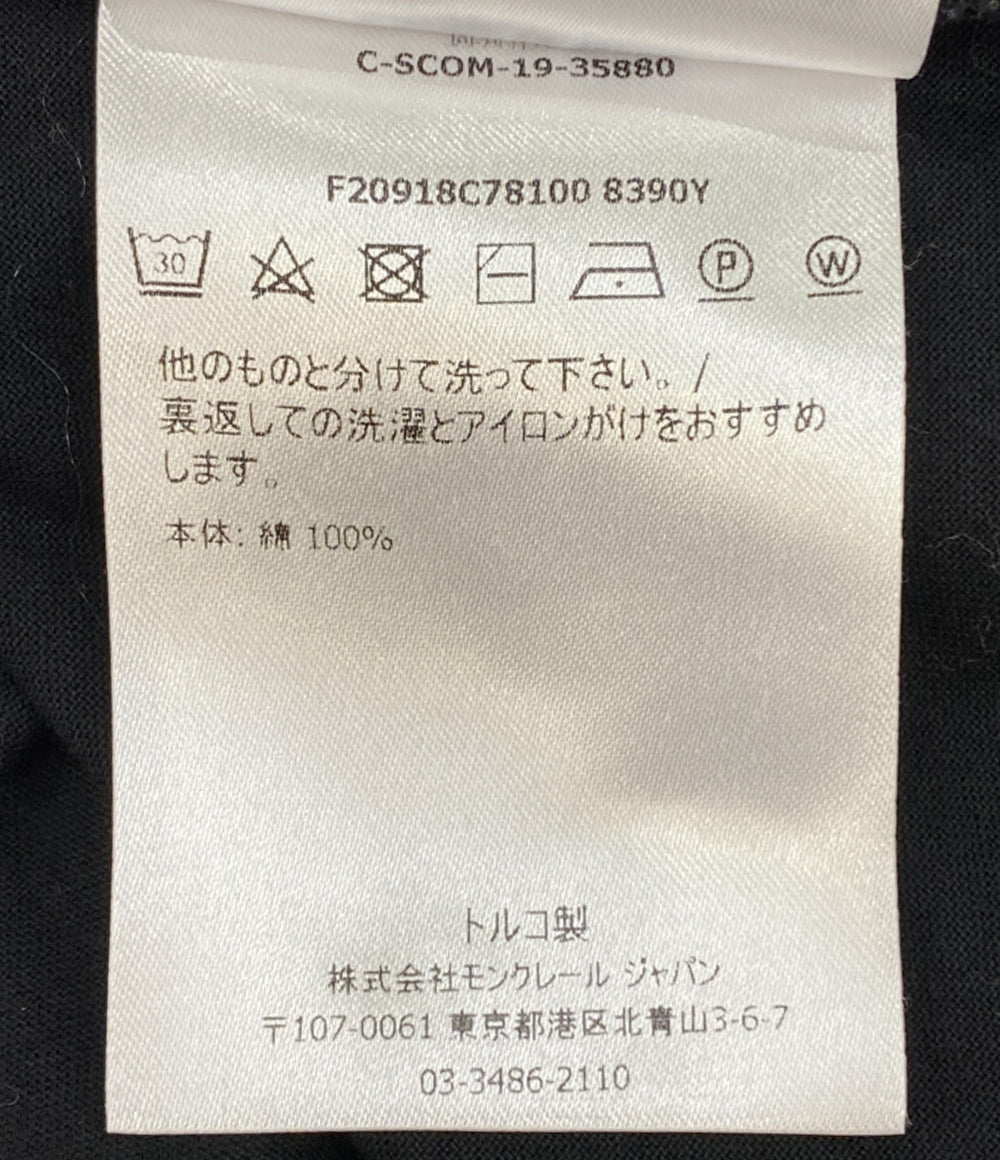 C-SCOM-19-35880
F20918C78100 8390Y
30
P
W
他のものと分けて洗って下さい。/
裏返しての洗濯とアイロンがけをおすすめ
します。
本体: 綿 100%
トルコ製
株式会社モンクレール ジャパン
〒107-0061 東京都港区北青山3-6-7
03-3486-2110